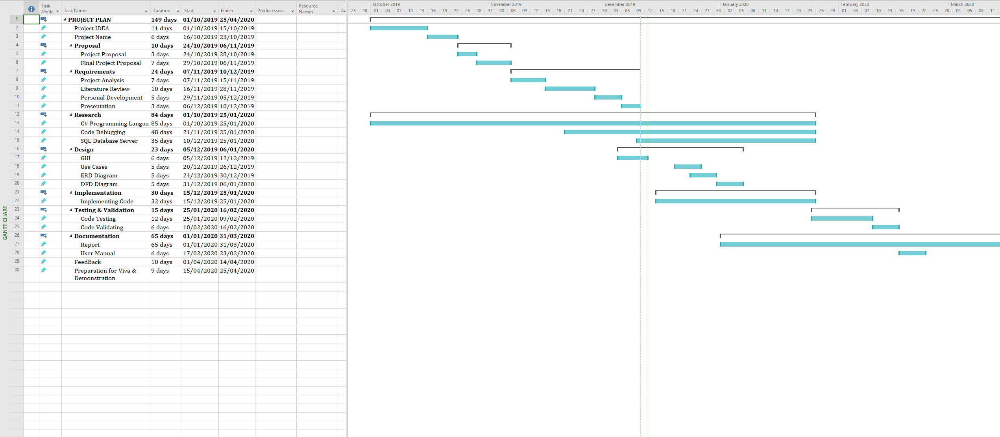 Task Mode Task Name Duration Start Finish Predecessors Resource Names Ad
October 2019 November 2019 December 2019 January 2020 February 2020 March 2020
25 28 01 04 07 10 13 16 19 22 25 28 31 03 06 09 12 15 18 21 24 27 30 03 06 09 12 15 18 21 24 27 30 02 05 08 11 14 17 20 23 26 29 01 04 07 10 13 16 19 22 25 28 02 05 08 11
1 PROJECT PLAN 149 days 01/10/2019 25/04/2020
2 Project IDEA 11 days 01/10/2019 15/10/2019
3 Project Name 6 days 16/10/2019 23/10/2019
4 Proposal 10 days 24/10/2019 06/11/2019
5 Project Proposal 3 days 24/10/2019 28/10/2019
6 Final Project Proposal 7 days 29/10/2019 06/11/2019
7 Requirements 24 days 07/11/2019 10/12/2019
8 Project Analysis 7 days 07/11/2019 15/11/2019
9 Literature Review 10 days 16/11/2019 28/11/2019
10 Personal Development 5 days 29/11/2019 05/12/2019
11 Presentation 3 days 06/12/2019 10/12/2019
12 Research 84 days 01/10/2019 25/01/2020
13 C# Programming Langua 85 days 01/10/2019 25/01/2020
14 Code Debugging 48 days 21/11/2019 25/01/2020
15 SQL Database Server 35 days 10/12/2019 25/01/2020
16 Design 23 days 05/12/2019 06/01/2020
17 GUI 6 days 05/12/2019 12/12/2019
18 Use Cases 5 days 20/12/2019 26/12/2019
19 ERD Diagram 5 days 24/12/2019 30/12/2019
20 DFD Diagram 5 days 31/12/2019 06/01/2020
21 Implementation 30 days 15/12/2019 25/01/2020
22 Implementing Code 32 days 15/12/2019 25/01/2020
23 Testing & Validation 15 days 25/01/2020 16/02/2020
24 Code Testing 12 days 25/01/2020 09/02/2020
25 Code Validating 6 days 10/02/2020 16/02/2020
26 Documentation 65 days 01/01/2020 31/03/2020
27 Report 65 days 01/01/2020 31/03/2020
28 User Manual 6 days 17/02/2020 23/02/2020
29 FeedBack 10 days 01/04/2020 14/04/2020
30 Preparation for Viva & 9 days 15/04/2020 25/04/2020
Demonstration
GANTT CHART